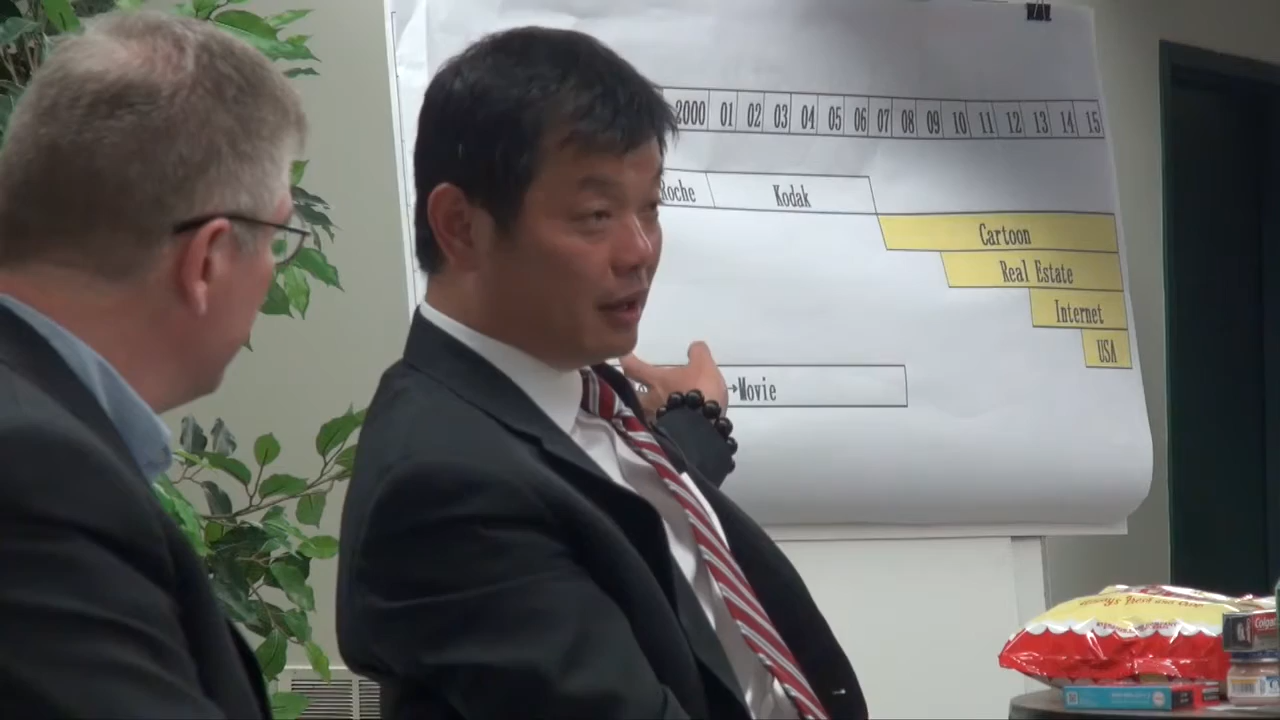 2000 01 02 03 04 05 06 07 08 09 10 11 12 13 14 15
Roche Kodak
Cartoon
Real Estate
Internet
USA
→Movie